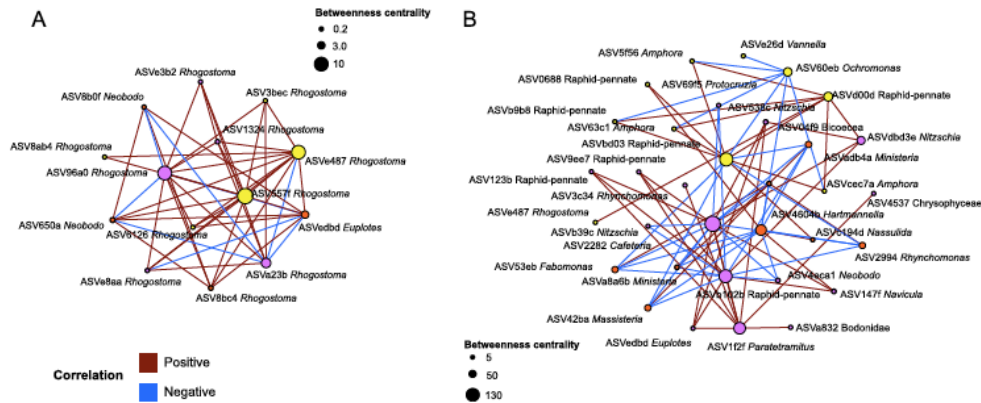 A
Betweenness centrality
0.2
3.0
10
ASVe3b2 Rhogostoma
ASV8b0f Neobodo
ASV3bec Rhogostoma
ASV1324 Rhogostoma
ASV8ab4 Rhogostoma
ASVe487 Rhogostoma
ASV96a0 Rhogostoma
ASV557f Rhogostoma
ASV650a Neobodo
ASV6126 Rhogostoma
ASVedbd Euplotes
ASVe8aa Rhogostoma
ASVa23b Rhogostoma
ASV8bc4 Rhogostoma
Correlation
Positive
Negative
B
ASVe26d Vannella
ASV5f56 Amphora
ASV60eb Ochromonas
ASV0688 Raphid-pennate
ASV69f5 Protocruzia
ASVd00d Raphid-pennate
ASVb9b8 Raphid-pennate
ASV538c Nitzschia
ASV63c1 Amphora
ASV04f9 Bicoecea
ASVbd03 Raphid-pennate
ASVdbd3e Nitzschia
ASV9ee7 Raphid-pennate
ASVadb4a Ministeria
ASV123b Raphid-pennate
ASVcec7a Amphora
ASV3c34 Rhynchomonas
ASV4537 Chrysophyceae
ASVe487 Rhogostoma
ASV4604b Hartmannella
ASVb39c Nitzschia
ASVc194d Nassulida
ASV2282 Cafeteria
ASV2994 Rhynchomonas
ASV53eb Fabomonas
ASVa8a6b Ministeria
ASV4eca1 Neobodo
ASVb162b Raphid-pennate
ASV147f Navicula
ASV42ba Massisteria
ASVa832 Bodonidae
ASVedbd Euplotes
ASV1f2f Paratetramitus
Betweenness centrality
5
50
130